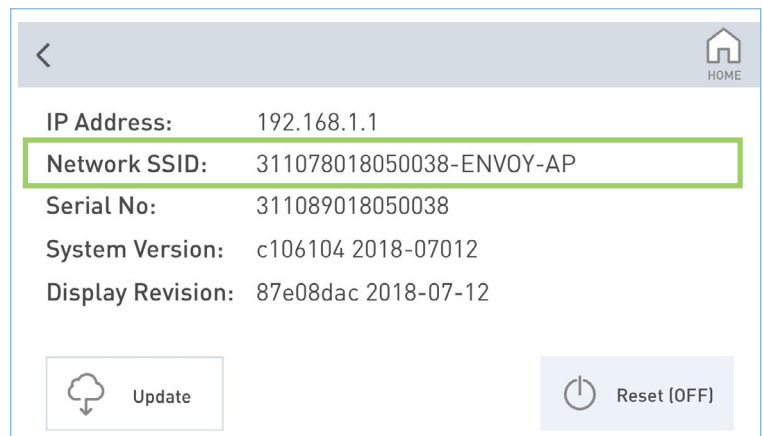 HOME
IP Address: 192.168.1.1
Network SSID: 311078018050038-ENVOY-AP
Serial No: 311089018050038
System Version: c106104 2018-07012
Display Revision: 87e08dac 2018-07-12
Update
Reset (OFF)